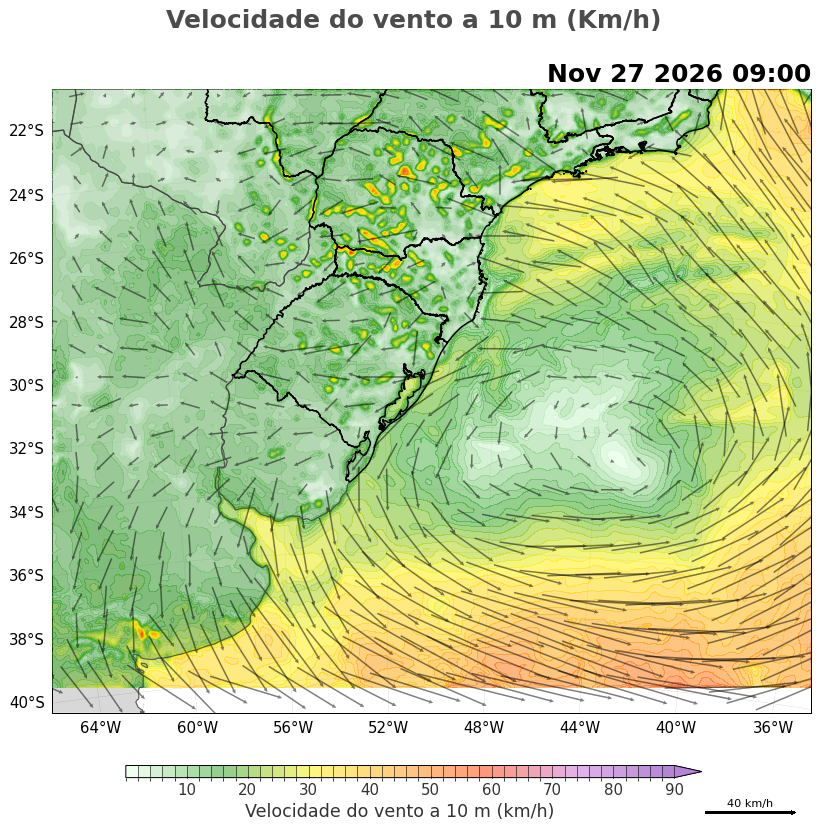 Velocidade do vento a 10 m (Km/h)
Nov 27 2026 09:00
22°S
24°S
26°S
28°S
30°S
32°S
34°S
36°S
38°S
40°S
64°W 60°W 56°W 52°W 48°W 44°W 40°W 36°W
10 20 30 40 50 60 70 80 90
Velocidade do vento a 10 m (km/h)
40 km/h